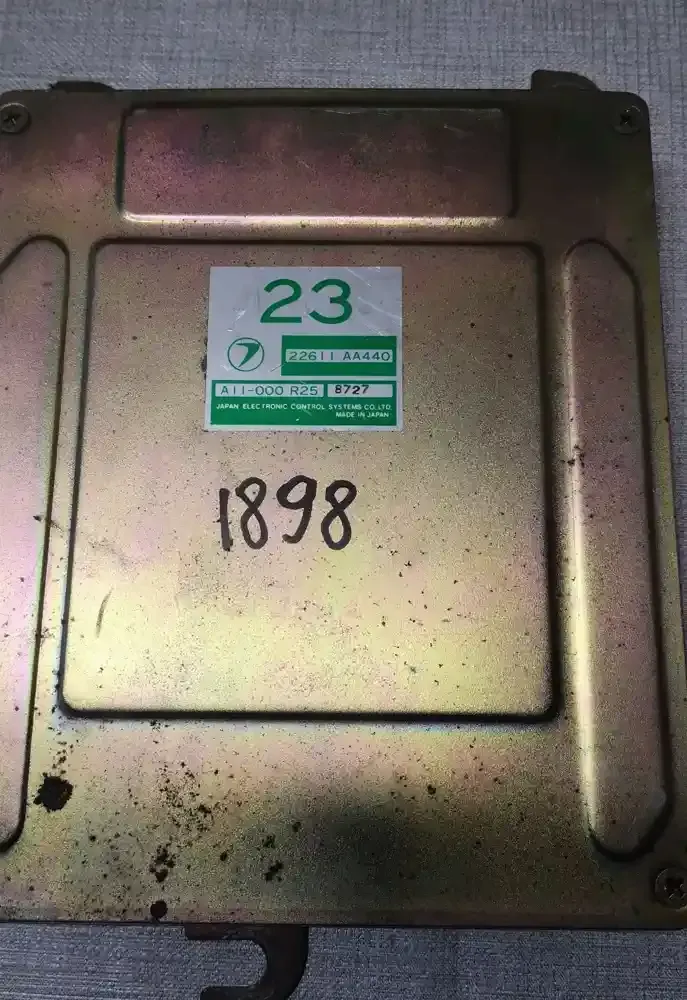 23
22611 AA440
A11-000 R25 8727
JAPAN ELECTRONIC CONTROL SYSTEMS CO.,LTD.
MADE IN JAPAN
1898